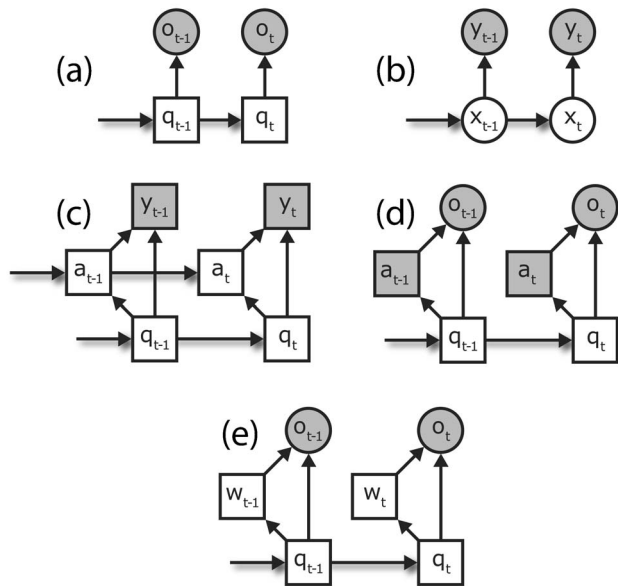 o_{t-1} o_t
(a)
q_{t-1} q_t
y_{t-1} y_t
(b)
x_{t-1} x_t
(c)
y_{t-1} y_t
a_{t-1} a_t
q_{t-1} q_t
(d)
o_{t-1} o_t
a_{t-1} a_t
q_{t-1} q_t
(e)
o_{t-1} o_t
w_{t-1} w_t
q_{t-1} q_t